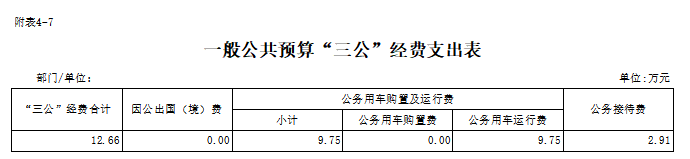 附表4-7
一般公共预算“三公”经费支出表
部门/单位： 单位:万元
“三公”经费合计 因公出国（境）费 公务用车购置及运行费 公务接待费
小计 公务用车购置费 公务用车运行费
12.66 0.00 9.75 0.00 9.75 2.91